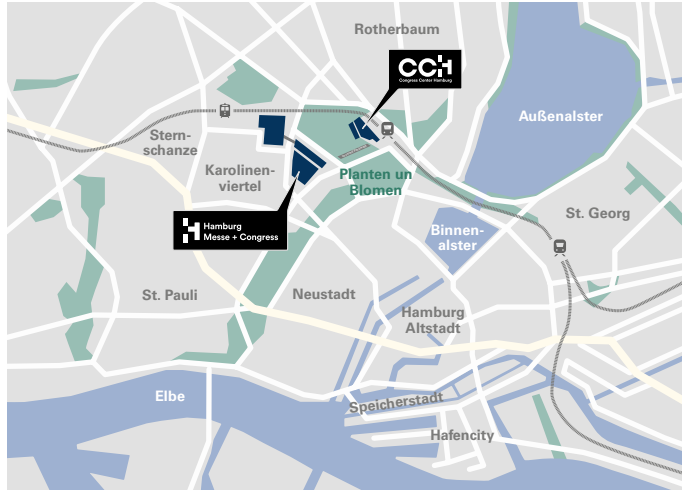 Rotherbaum
CCH
Congress Center Hamburg
Außenalster
Stern-
schanze
Karolinen-
viertel
Planten un
Blomen
St. Georg
Hamburg
Messe + Congress
Binnen-
alster
St. Pauli
Neustadt
Hamburg
Altstadt
Elbe
Speicherstadt
Hafencity